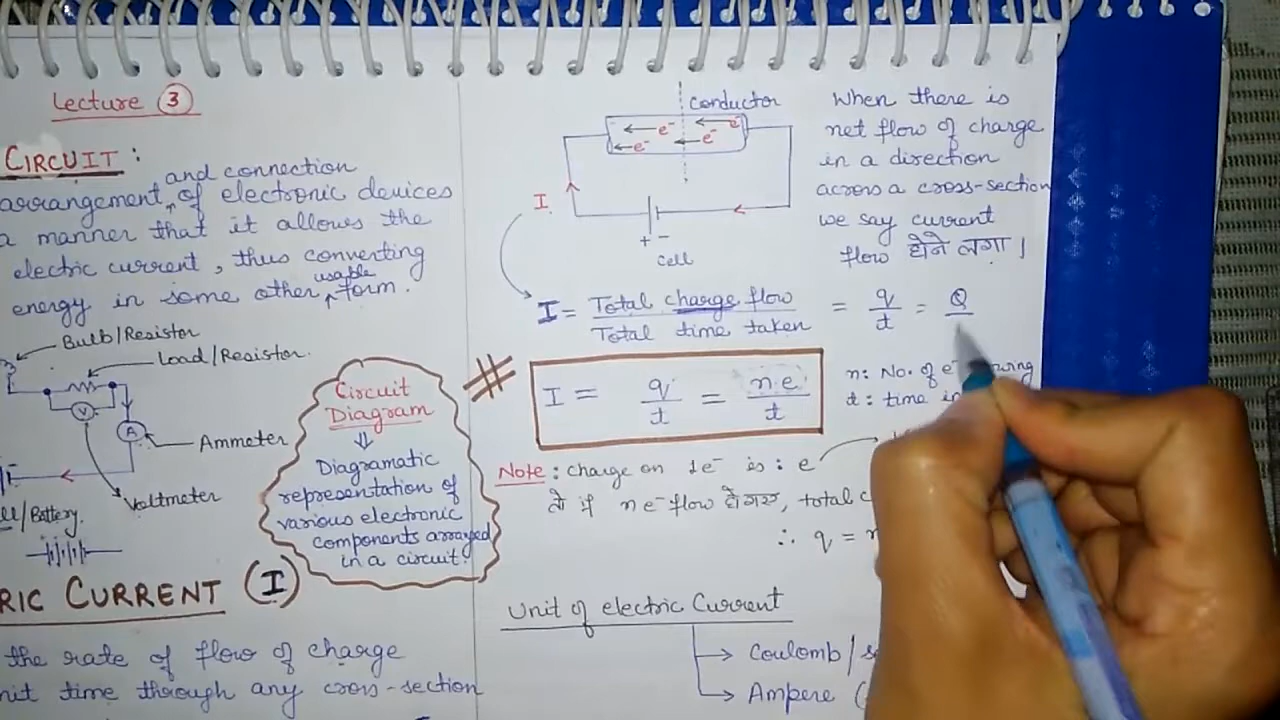 Lecture 3
CIRCUIT :
and connection
arrangement of electronic devices
a manner that it allows the
electric current, thus converting
usable
energy in some other form.
Bulb/Resistor
Load/Resistor.
V
A
Ammeter
Voltmeter
/Battery.
Circuit
Diagram
⇓
Diagramatic
representation of
various electronic
components arrayed
in a circuit.
CURRENT (I)
the rate of flow of charge
time through any cross-section
conductor
e⁻ e⁻
e⁻ e⁻
I
+ -
cell
When there is
net flow of charge
in a direction
across a cross-section
we say current
flow होने लगा।
I = Total charge flow / Total time taken = q/t = Q
# I = q/t = n.e/t
n: No. of e⁻
t: time
Note: charge on 1e⁻ is : e
तो if n e⁻ flow हो गए, total
∴ q =
Unit of electric Current
Coulomb/
Ampere (